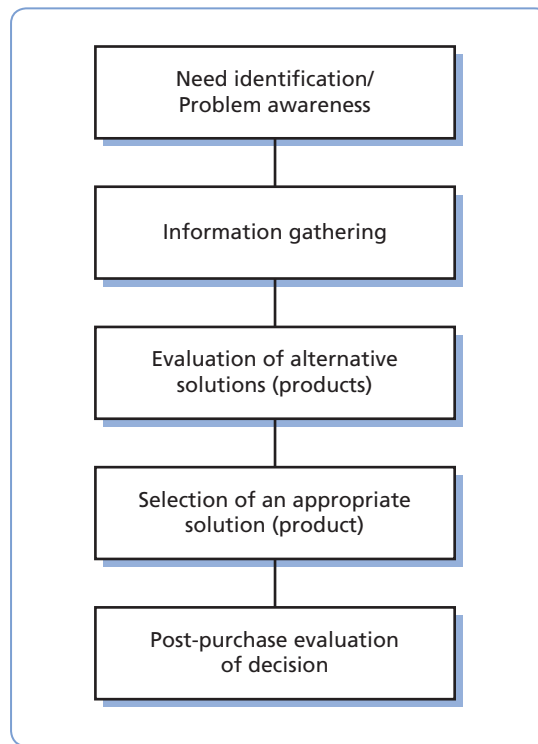 Need identification/
Problem awareness
Information gathering
Evaluation of alternative
solutions (products)
Selection of an appropriate
solution (product)
Post-purchase evaluation
of decision